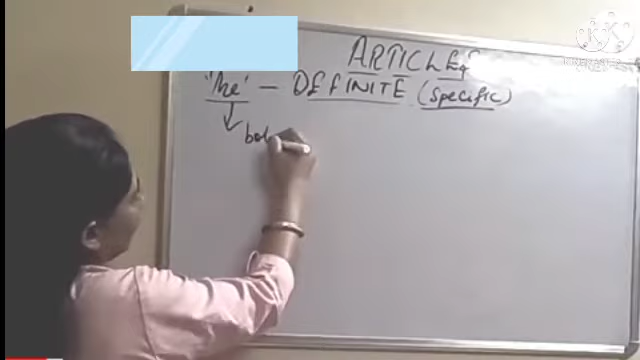 ARTICLES
'The' — DEFINITE (specific)